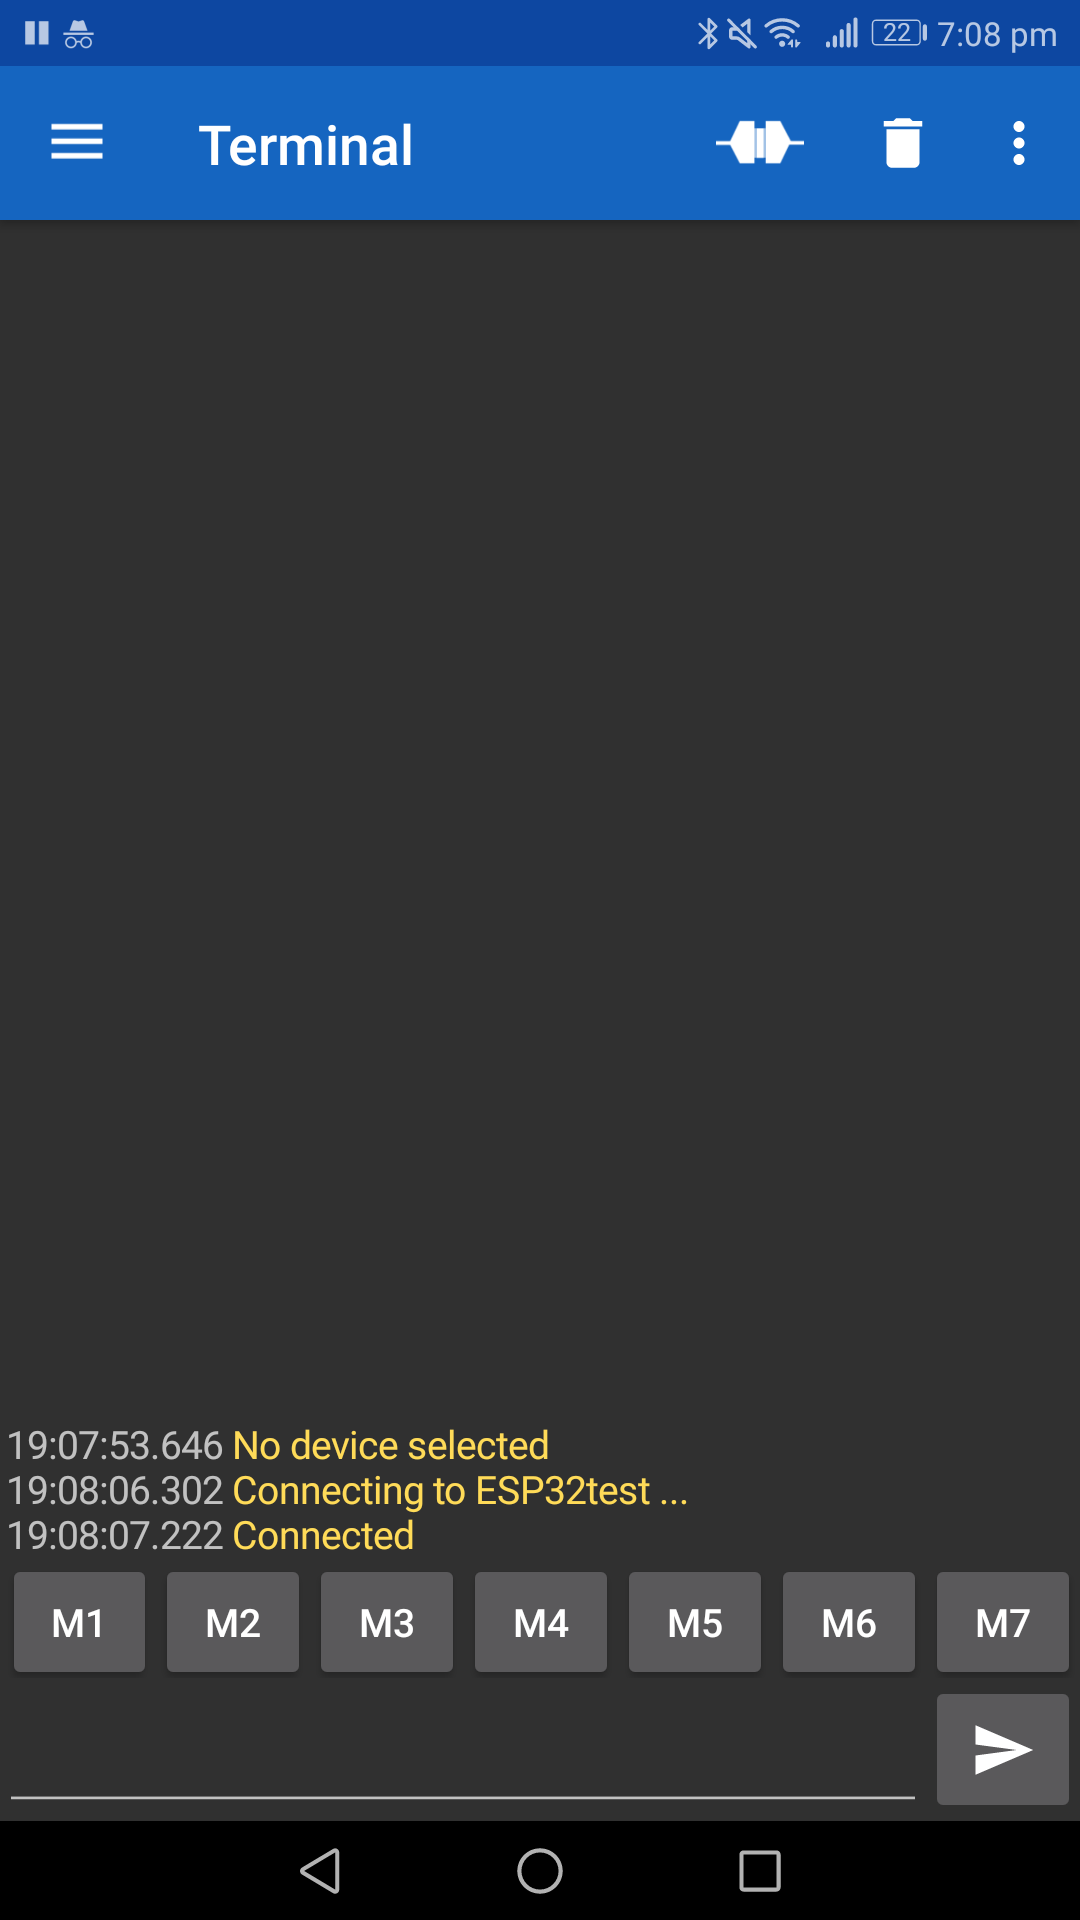 22 7:08 pm
Terminal
19:07:53.646 No device selected
19:08:06.302 Connecting to ESP32test ...
19:08:07.222 Connected
M1 M2 M3 M4 M5 M6 M7